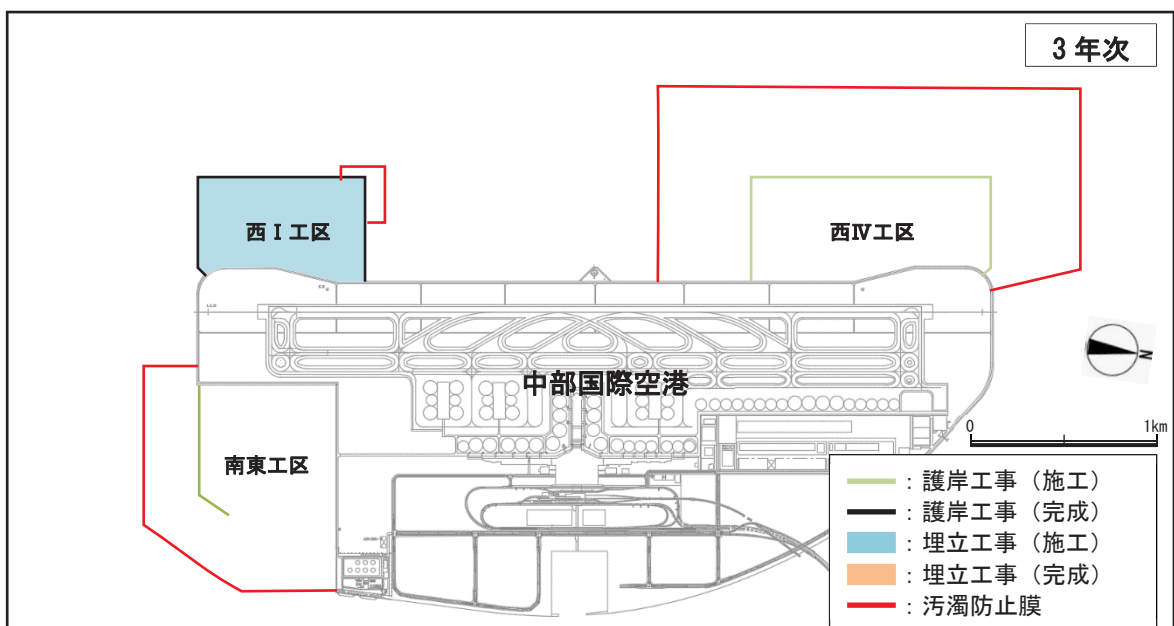 3年次
西Ⅰ工区
西Ⅳ工区
中部国際空港
N
0 1km
南東工区
：護岸工事（施工）
：護岸工事（完成）
：埋立工事（施工）
：埋立工事（完成）
：汚濁防止膜